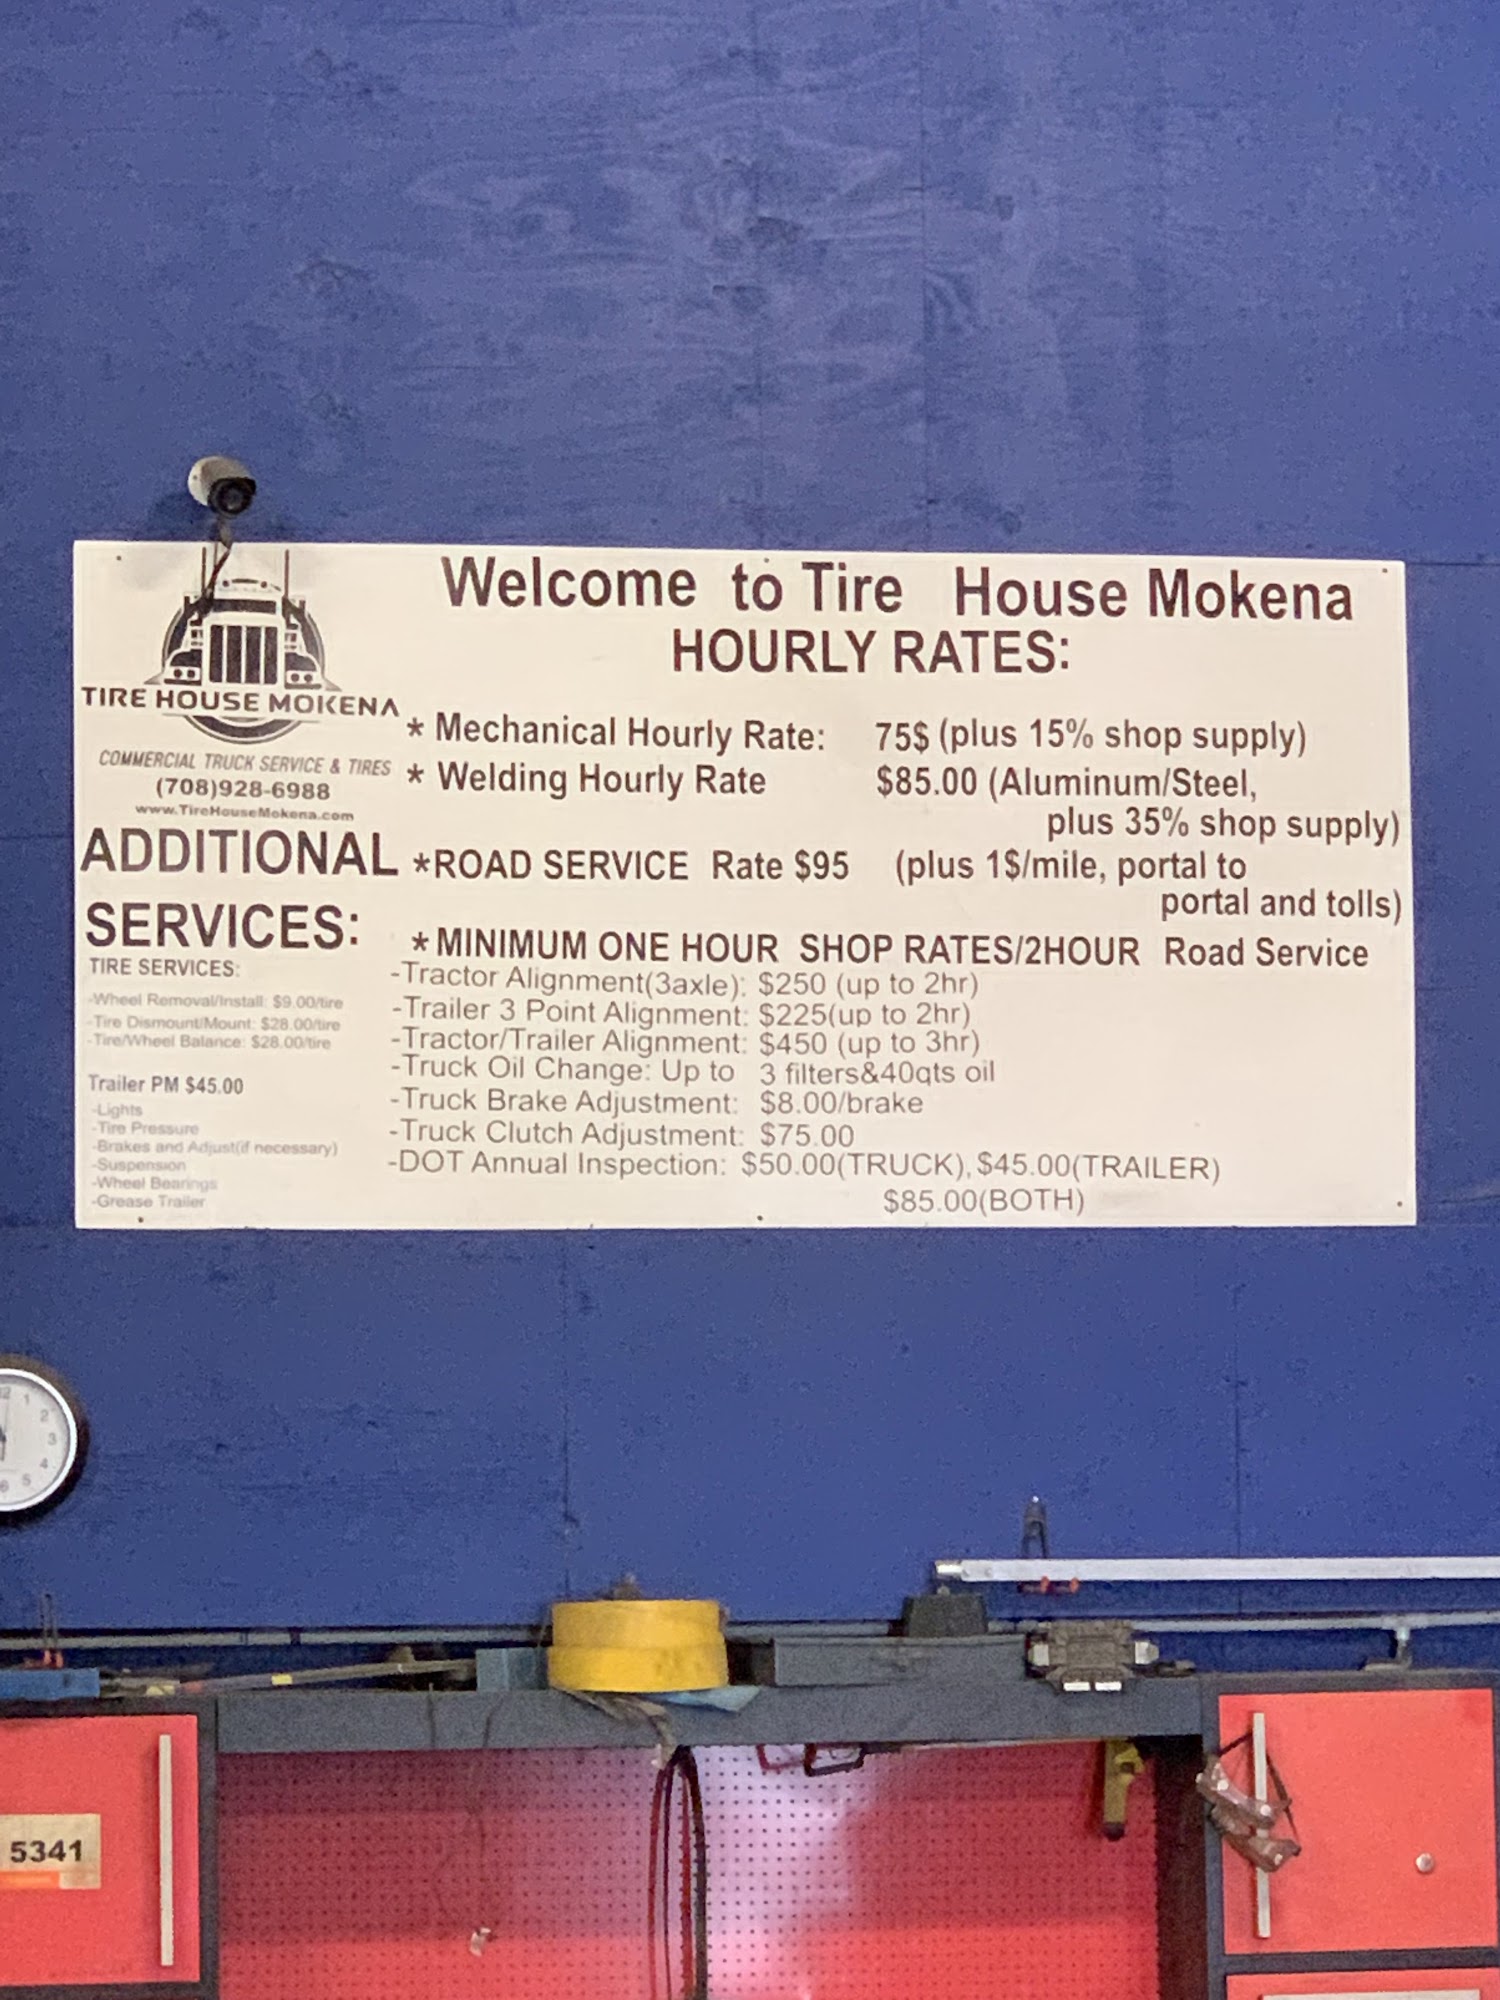 Welcome to Tire House Mokena
HOURLY RATES:
TIRE HOUSE MOKENA
COMMERCIAL TRUCK SERVICE & TIRES
(708)928-6988
www.TireHouseMokena.com
* Mechanical Hourly Rate: 75$ (plus 15% shop supply)
* Welding Hourly Rate $85.00 (Aluminum/Steel,
plus 35% shop supply)
*ROAD SERVICE Rate $95 (plus 1$/mile, portal to
portal and tolls)
*MINIMUM ONE HOUR SHOP RATES/2HOUR Road Service
ADDITIONAL
SERVICES:
TIRE SERVICES:
-Wheel Removal/Install: $9.00/tire
-Tire Dismount/Mount: $28.00/tire
-Tire/Wheel Balance: $28.00/tire
Trailer PM $45.00
-Lights
-Tire Pressure
-Brakes and Adjust(if necessary)
-Suspension
-Wheel Bearings
-Grease Trailer
-Tractor Alignment(3axle): $250 (up to 2hr)
-Trailer 3 Point Alignment: $225(up to 2hr)
-Tractor/Trailer Alignment: $450 (up to 3hr)
-Truck Oil Change: Up to 3 filters&40qts oil
-Truck Brake Adjustment: $8.00/brake
-Truck Clutch Adjustment: $75.00
-DOT Annual Inspection: $50.00(TRUCK), $45.00(TRAILER)
$85.00(BOTH)
12
1
2
3
4
5
6
5341